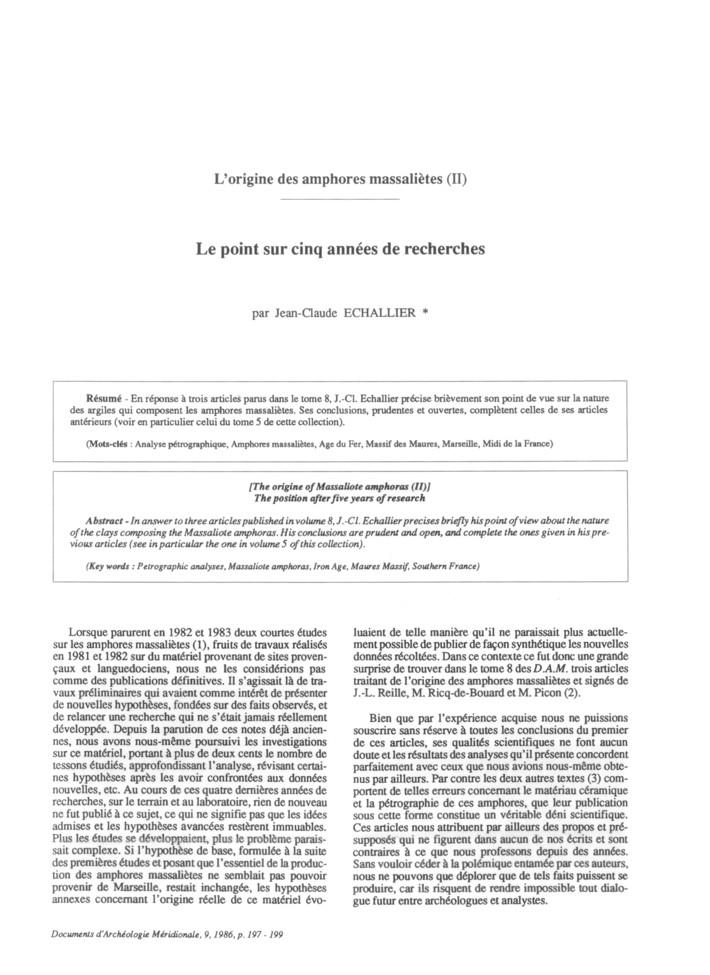 L'origine des amphores massaliètes (II)
Le point sur cinq années de recherches
par Jean-Claude ECHALLIER *
Résumé - En réponse à trois articles parus dans le tome 8, J.-Cl. Echallier précise brièvement son point de vue sur la nature
des argiles qui composent les amphores massaliètes. Ses conclusions, prudentes et ouvertes, complètent celles de ses articles
antérieurs (voir en particulier celui du tome 5 de cette collection).
(Mots-clés : Analyse pétrographique, Amphores massaliètes, Age du Fer, Massif des Maures, Marseille, Midi de la France)
[The origine of Massaliote amphoras (II)]
The position after five years of research
Abstract - In answer to three articles published in volume 8, J.-Cl. Echallier precises briefly his point of view about the nature
of the clays composing the Massaliote amphoras. His conclusions are prudent and open, and complete the ones given in his pre-
vious articles (see in particular the one in volume 5 of this collection).
(Key words : Petrographic analyses, Massaliote amphoras, Iron Age, Maures Massif, Southern France)
Lorsque parurent en 1982 et 1983 deux courtes études
sur les amphores massaliètes (1), fruits de travaux réalisés
en 1981 et 1982 sur du matériel provenant de sites proven-
çaux et languedociens, nous ne les considérions pas
comme des publications définitives. Il s'agissait là de tra-
vaux préliminaires qui avaient comme intérêt de présenter
de nouvelles hypothèses, fondées sur des faits observés, et
de relancer une recherche qui ne s'était jamais réellement
développée. Depuis la parution de ces notes déjà ancien-
nes, nous avons nous-même poursuivi les investigations
sur ce matériel, portant à plus de deux cents le nombre de
tessons étudiés, approfondissant l'analyse, révisant certai-
nes hypothèses après les avoir confrontées aux données
nouvelles, etc. Au cours de ces quatre dernières années de
recherches, sur le terrain et au laboratoire, rien de nouveau
ne fut publié à ce sujet, ce qui ne signifie pas que les idées
admises et les hypothèses avancées restèrent immuables.
Plus les études se développaient, plus le problème parais-
sait complexe. Si l'hypothèse de base, formulée à la suite
des premières études et posant que l'essentiel de la produc-
tion des amphores massaliètes ne semblait pas pouvoir
provenir de Marseille, restait inchangée, les hypothèses
annexes concernant l'origine réelle de ce matériel évo-
luaient de telle manière qu'il ne paraissait plus actuelle-
ment possible de publier de façon synthétique les nouvelles
données récoltées. Dans ce contexte ce fut donc une grande
surprise de trouver dans le tome 8 des D.A.M. trois articles
traitant de l'origine des amphores massaliètes et signés de
J.-L. Reille, M. Ricq-de-Bouard et M. Picon (2).
Bien que par l'expérience acquise nous ne puissions
souscrire sans réserve à toutes les conclusions du premier
de ces articles, ses qualités scientifiques ne font aucun
doute et les résultats des analyses qu'il présente concordent
parfaitement avec ceux que nous avions nous-même obte-
nus par ailleurs. Par contre les deux autres textes (3) com-
portent de telles erreurs concernant le matériau céramique
et la pétrographie de ces amphores, que leur publication
sous cette forme constitue un véritable déni scientifique.
Ces articles nous attribuent par ailleurs des propos et pré-
supposés qui ne figurent dans aucun de nos écrits et sont
contraires à ce que nous professons depuis des années.
Sans vouloir céder à la polémique entamée par ces auteurs,
nous ne pouvons que déplorer que de tels faits puissent se
produire, car ils risquent de rendre impossible tout dialo-
gue futur entre archéologues et analystes.
Documents d'Archéologie Méridionale, 9, 1986, p. 197 - 199